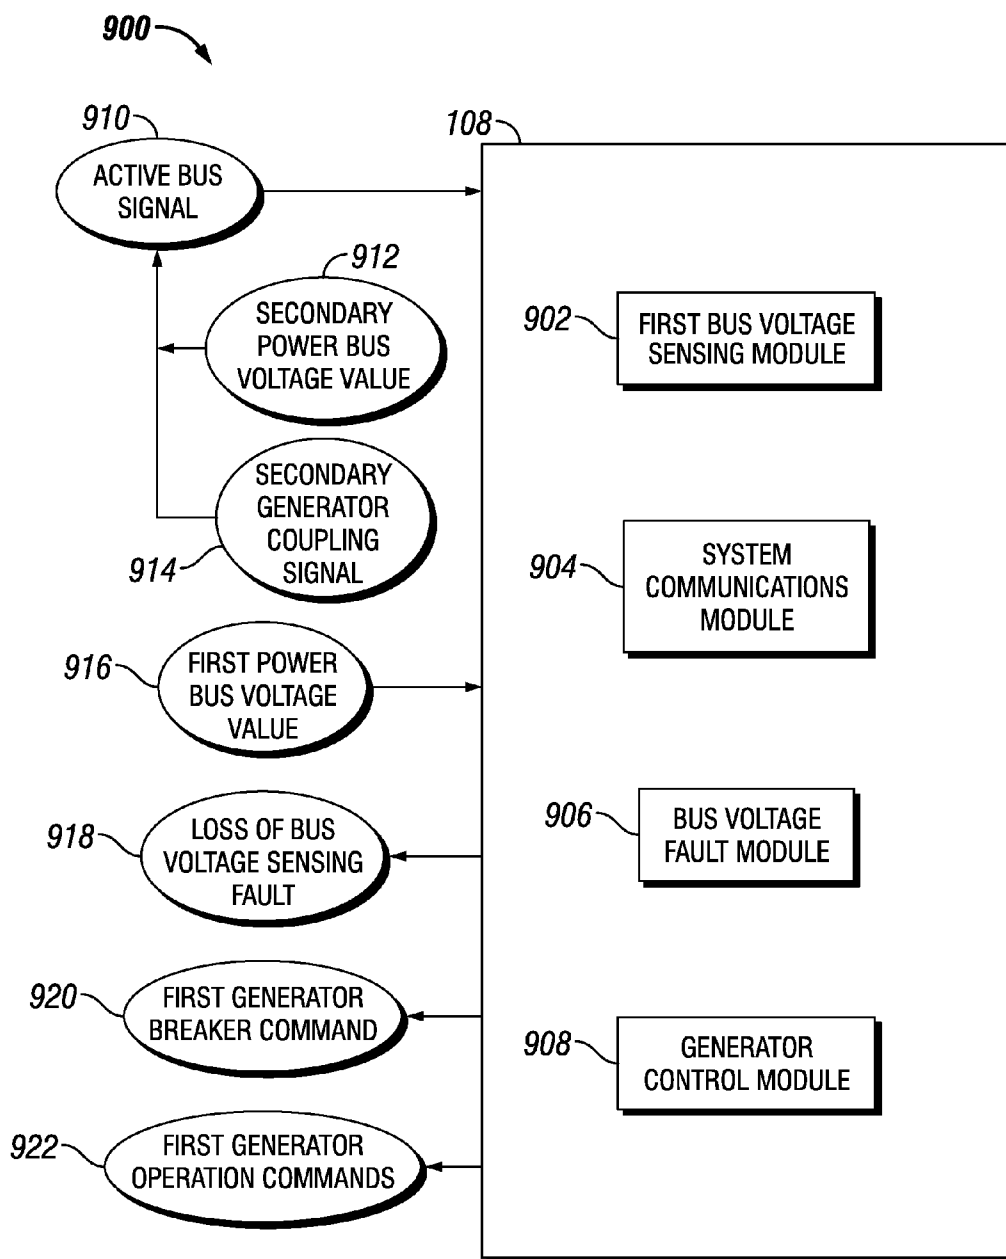 900
910
108
ACTIVE BUS
SIGNAL
912
SECONDARY
POWER BUS
VOLTAGE VALUE
902
FIRST BUS VOLTAGE
SENSING MODULE
SECONDARY
GENERATOR
COUPLING
SIGNAL
914
904
SYSTEM
COMMUNICATIONS
MODULE
916
FIRST POWER
BUS VOLTAGE
VALUE
918
LOSS OF BUS
VOLTAGE SENSING
FAULT
906
BUS VOLTAGE
FAULT MODULE
920
FIRST GENERATOR
BREAKER COMMAND
908
GENERATOR
CONTROL MODULE
922
FIRST GENERATOR
OPERATION COMMANDS